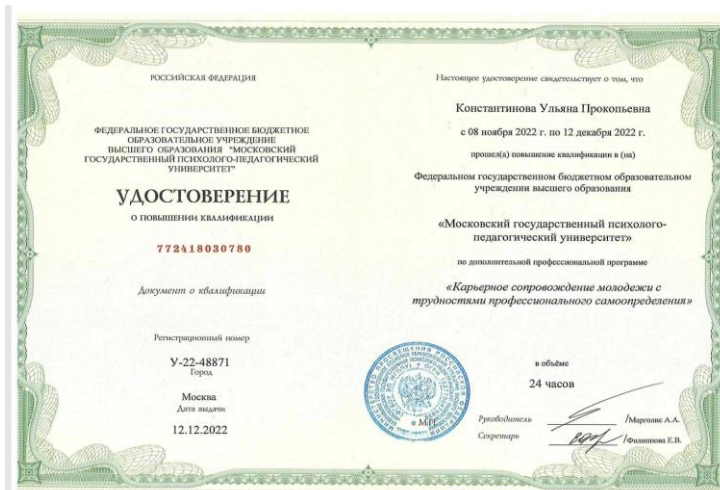 РОССИЙСКАЯ ФЕДЕРАЦИЯ
ФЕДЕРАЛЬНОЕ ГОСУДАРСТВЕННОЕ БЮДЖЕТНОЕ
ОБРАЗОВАТЕЛЬНОЕ УЧРЕЖДЕНИЕ
ВЫСШЕГО ОБРАЗОВАНИЯ "МОСКОВСКИЙ
ГОСУДАРСТВЕННЫЙ ПСИХОЛОГО-ПЕДАГОГИЧЕСКИЙ
УНИВЕРСИТЕТ"
УДОСТОВЕРЕНИЕ
О ПОВЫШЕНИИ КВАЛИФИКАЦИИ
772418030780
Документ о квалификации
Регистрационный номер
У-22-48871
Город
Москва
Дата выдачи
12.12.2022
Настоящее удостоверение свидетельствует о том, что
Константинова Ульяна Прокопьевна
с 08 ноября 2022 г. по 12 декабря 2022 г.
прошел(а) повышение квалификации в (на)
Федеральном государственном бюджетном образовательном
учреждении высшего образования
«Московский государственный психолого-
педагогический университет»
по дополнительной профессиональной программе
«Карьерное сопровождение молодежи с
трудностями профессионального самоопределения»
в объёме
24 часов
М.П.
Руководитель /Марголис А.А.
Секретарь /Филиппова Е.В.